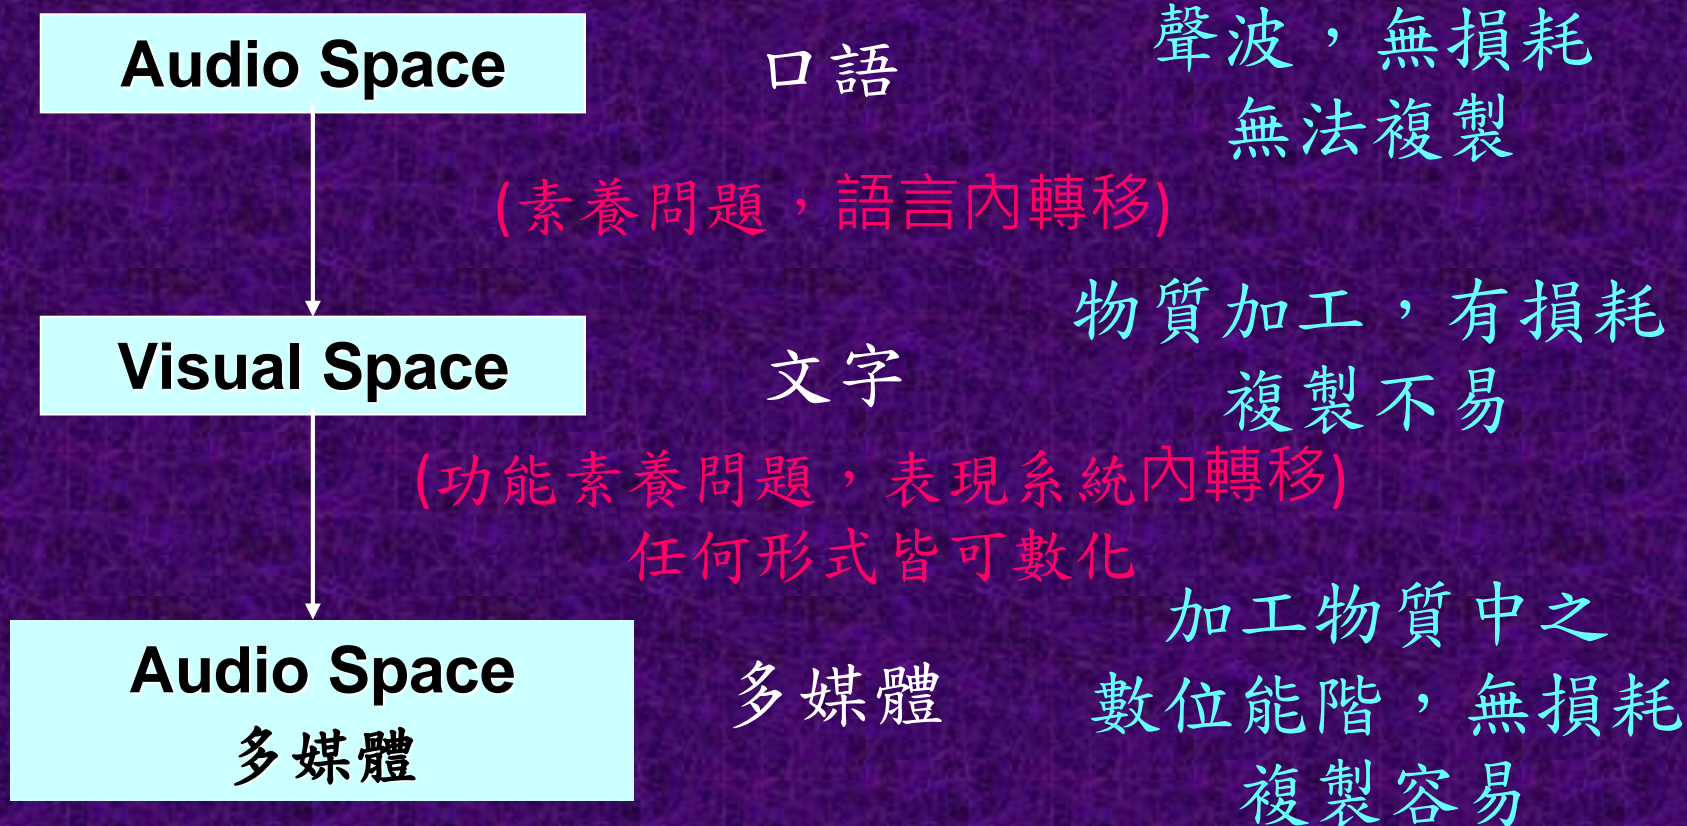 Audio Space
口語
聲波，無損耗
無法複製
(素養問題，語言內轉移)
Visual Space
文字
物質加工，有損耗
複製不易
(功能素養問題，表現系統內轉移)
任何形式皆可數化
Audio Space
多媒體
多媒體
加工物質中之
數位能階，無損耗
複製容易